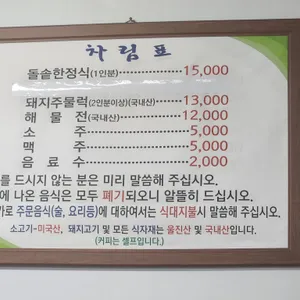 차림표
돌솥한정식(1인분) 15,000
돼지주물럭(2인분이상)(국내산) 13,000
해물전(국내산) 12,000
소주 5,000
맥주 5,000
음료수 2,000
를 드시지 않는 분은 미리 말씀해 주십시오.
에 나온 음식은 모두 폐기되오니 알뜰히 드십시오.
가로 주문음식(술, 요리등)에 대하여서는 식대지불시 말씀해 주십시오.
소고기-미국산, 돼지고기 및 모든 식자재는 울진산 및 국내산입니다.
(커피는 셀프입니다.)